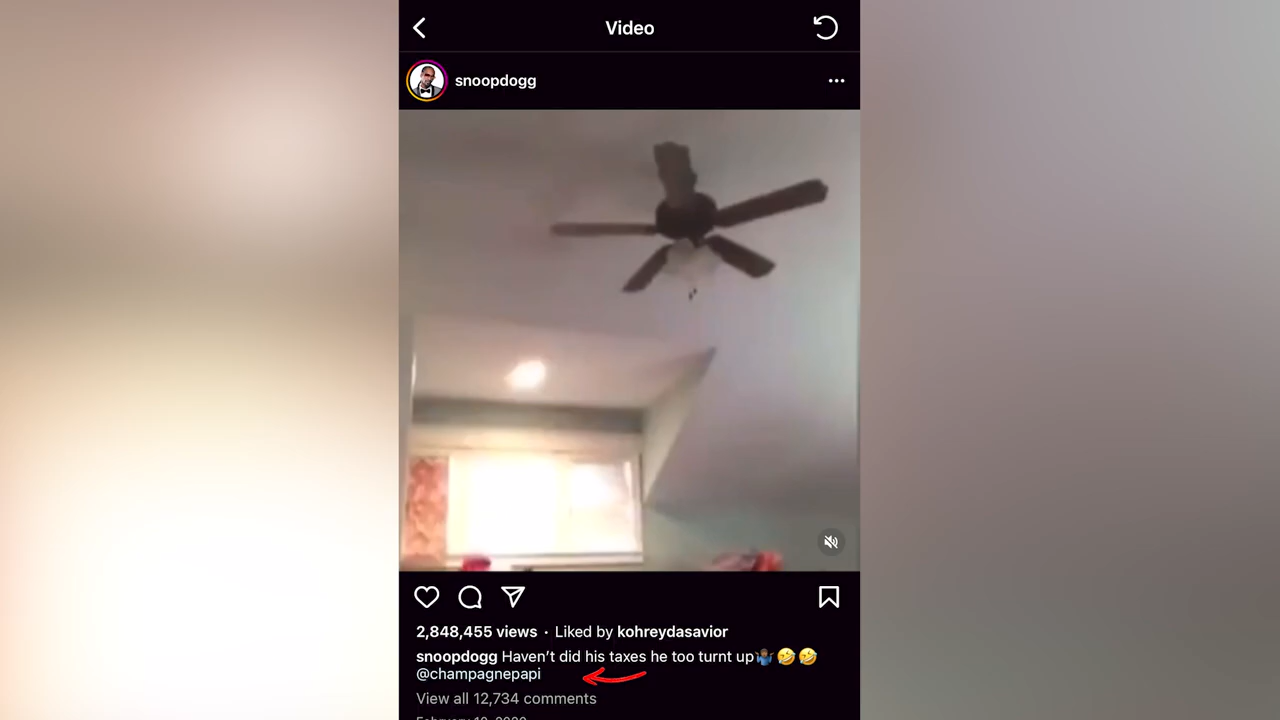 Video
snoopdogg
2,848,455 views · Liked by kohreydasavior
snoopdogg Haven't did his taxes he too turnt up🤷🏾‍♂️🤣🤣
@champagnepapi
View all 12,734 comments